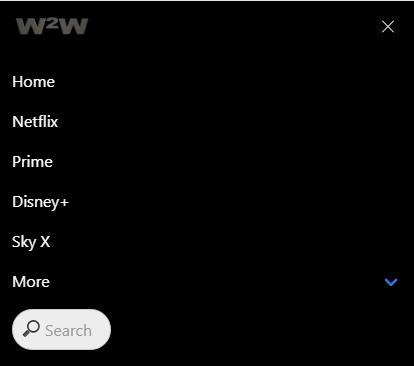 W2W
Home
Netflix
Prime
Disney+
Sky X
More
Search